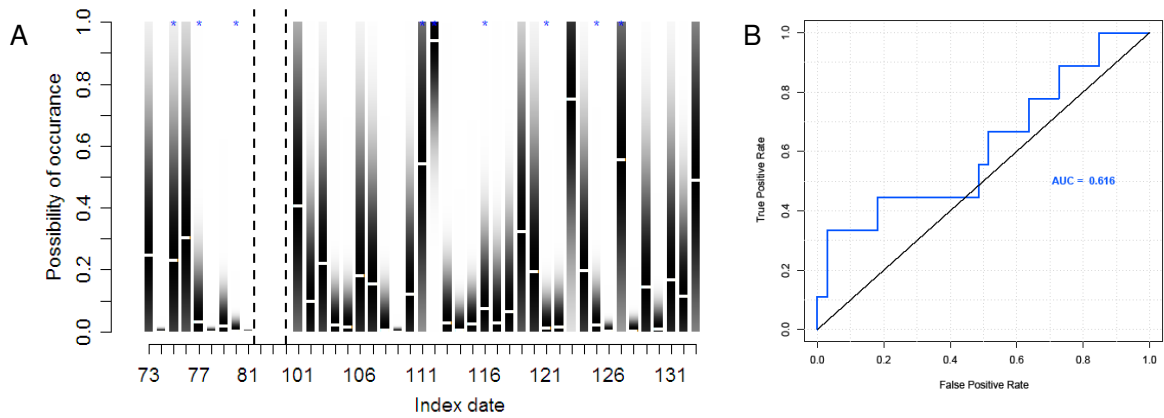 A
Possibility of occurance
1.0
0.8
0.6
0.4
0.2
0.0
* * * * * * * * *
73 77 81 101 106 111 116 121 126 131
Index date
B
True Positive Rate
1.0
0.8
0.6
0.4
0.2
0.0
AUC = 0.616
0.0 0.2 0.4 0.6 0.8 1.0
False Positive Rate